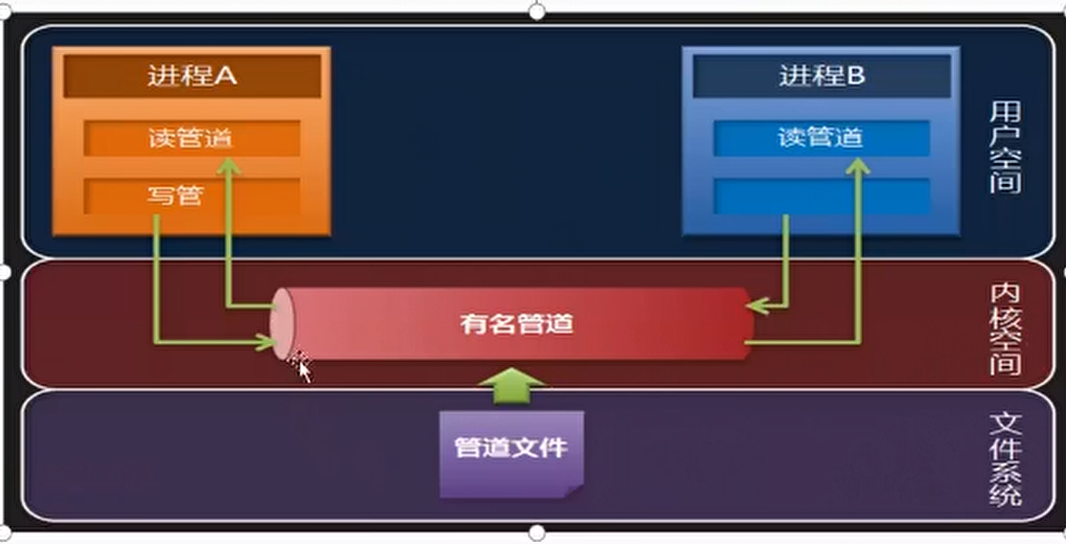 进程A
读管道
写管
进程B
读管道
用户空间
有名管道
内核空间
管道文件
文件系统